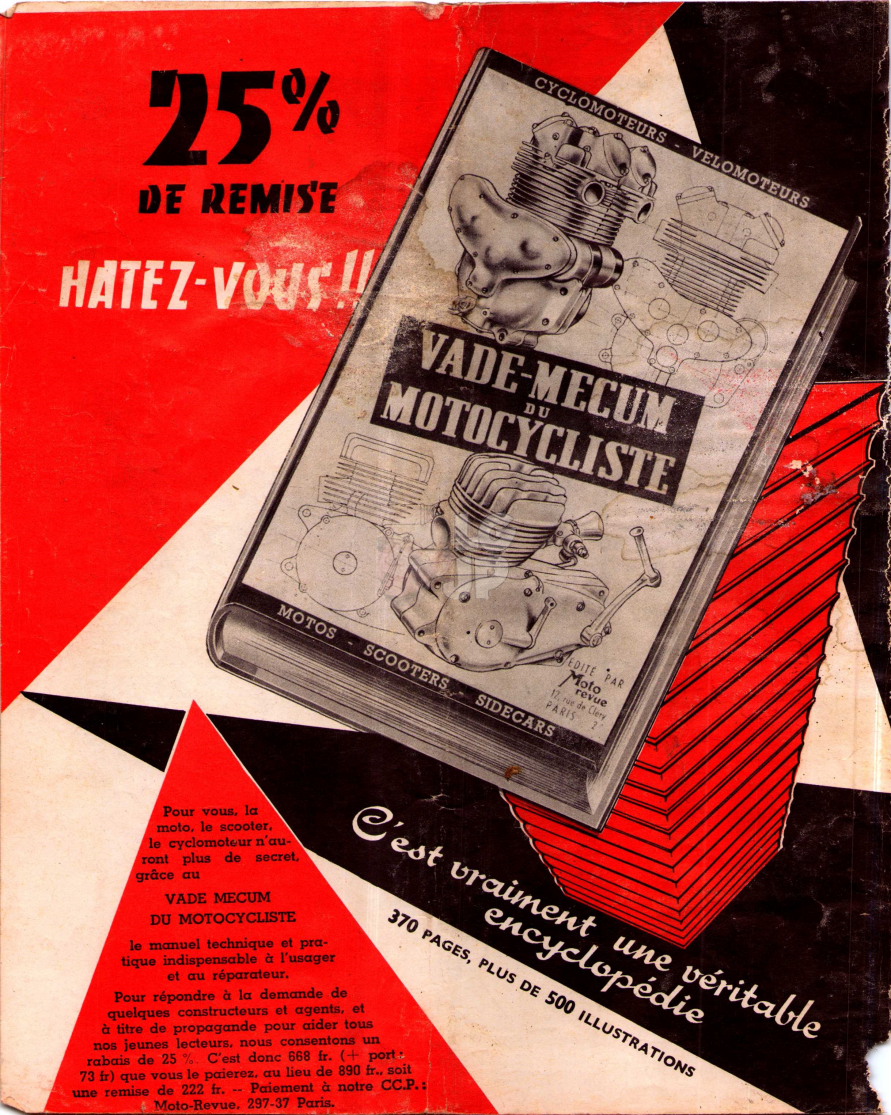 25%
DE REMISE
HATEZ-VOUS!!
CYCLOMOTEURS - VELOMOTEURS
VADE-MECUM
DU
MOTOCYCLISTE
MOTOS - SCOOTERS - SIDECARS
EDITÉ PAR
Moto
revue
12, rue de Clery
PARIS 2
C'est vraiment une véritable
encyclopédie
370 PAGES, PLUS DE 500 ILLUSTRATIONS
Pour vous, la
moto, le scooter,
le cyclomoteur n'au-
ront plus de secret,
grâce au
VADE MECUM
DU MOTOCYCLISTE
le manuel technique et pra-
tique indispensable à l'usager
et au réparateur.
Pour répondre à la demande de
quelques constructeurs et agents, et
à titre de propagande pour aider tous
nos jeunes lecteurs, nous consentons un
rabais de 25 %. C'est donc 668 fr. (+ port:
73 fr) que vous le paierez, au lieu de 890 fr., soit
une remise de 222 fr. -- Paiement à notre CC.P.:
Moto-Revue, 297-37 Paris.